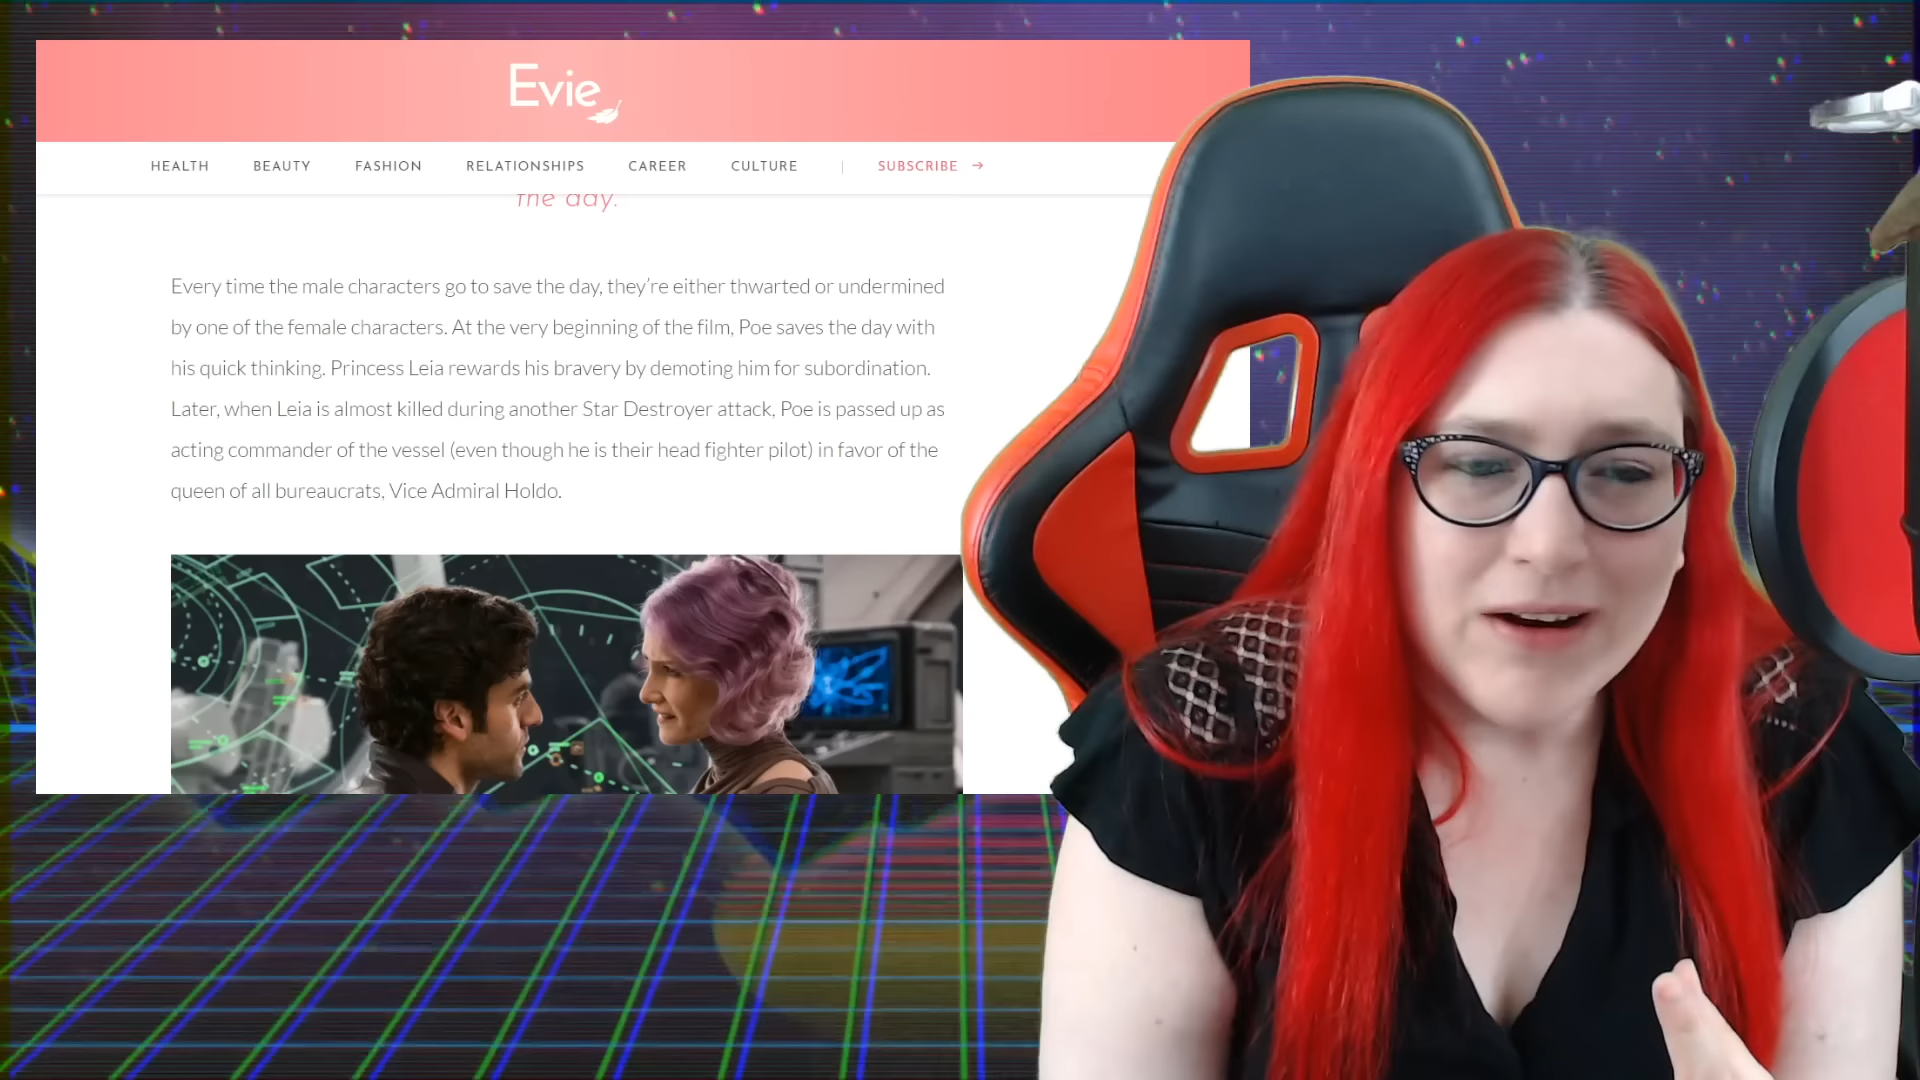 Evie
HEALTH BEAUTY FASHION RELATIONSHIPS CAREER CULTURE | SUBSCRIBE →
the day.
Every time the male characters go to save the day, they’re either thwarted or undermined
by one of the female characters. At the very beginning of the film, Poe saves the day with
his quick thinking. Princess Leia rewards his bravery by demoting him for subordination.
Later, when Leia is almost killed during another Star Destroyer attack, Poe is passed up as
acting commander of the vessel (even though he is their head fighter pilot) in favor of the
queen of all bureaucrats, Vice Admiral Holdo.